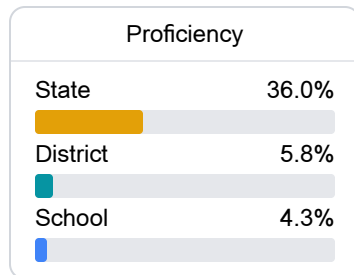 Proficiency
State 36.0%
District 5.8%
School 4.3%